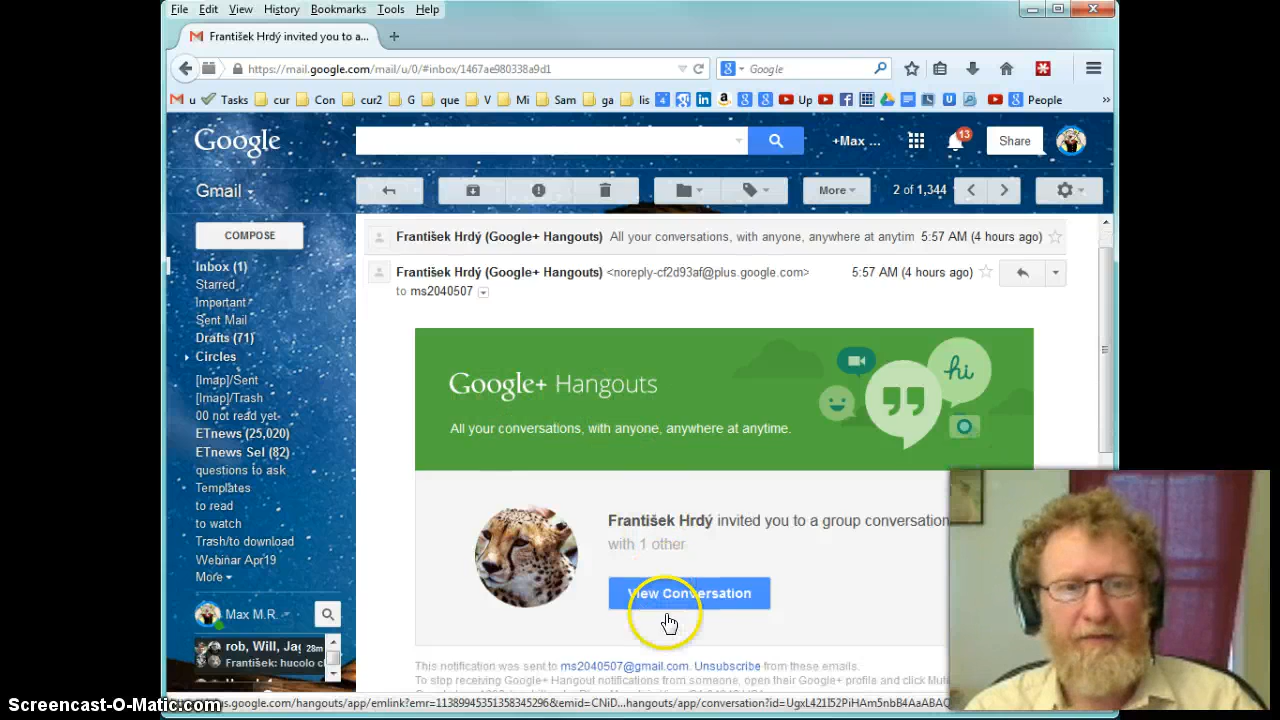 File Edit View History Bookmarks Tools Help
František Hrdý invited you to a...
https://mail.google.com/mail/u/0/#inbox/1467ae980338a9d1
Google
u Tasks cur Con cur2 G que V Mi Sam ga lis Up People »
Google
+Max ... 13 Share
Gmail
More 2 of 1,344
COMPOSE
František Hrdý (Google+ Hangouts) All your conversations, with anyone, anywhere at anytim 5:57 AM (4 hours ago)
Inbox (1)
František Hrdý (Google+ Hangouts) <noreply-cf2d93af@plus.google.com> 5:57 AM (4 hours ago)
to ms2040507
Starred
Important
Sent Mail
Drafts (71)
Circles
[Imap]/Sent
[Imap]/Trash
00 not read yet
ETnews (25,020)
ETnews Sel (82)
questions to ask
Templates
to read
to watch
Trash/to download
Webinar Apr19
More
Google+ Hangouts
hi
All your conversations, with anyone, anywhere at anytime.
František Hrdý invited you to a group conversation
with 1 other
View Conversation
Max M.R.
rob, Will, Jag 28m
František: hucolo cl
This notification was sent to ms2040507@gmail.com. Unsubscribe from these emails.
To stop receiving Google+ Hangout notifications from someone, open their Google+ profile and click Mut
Screencast-O-Matic.com